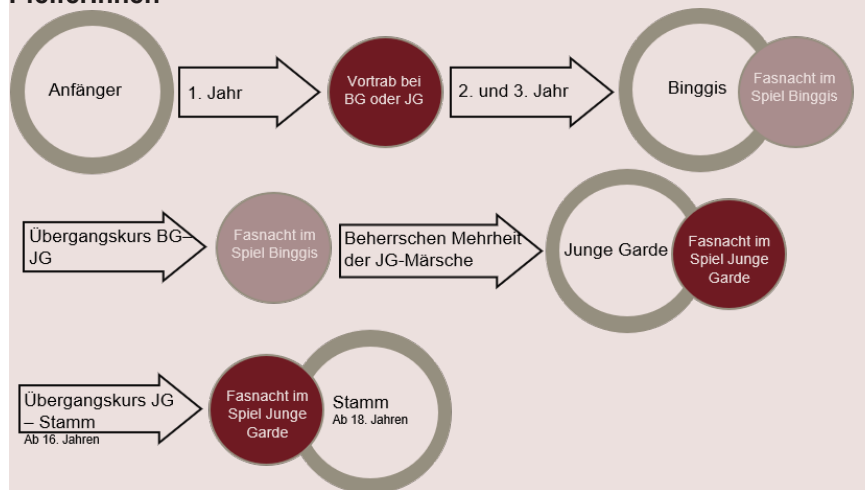 PfeiferInnen
Anfänger
1. Jahr
Vortrab bei
BG oder JG
2. und 3. Jahr
Binggis
Fasnacht im
Spiel Binggis
Übergangskurs BG–
JG
Fasnacht im
Spiel Binggis
Beherrschen Mehrheit
der JG-Märsche
Junge Garde
Fasnacht im
Spiel Junge
Garde
Übergangskurs JG
– Stamm
Ab 16. Jahren
Fasnacht im
Spiel Junge
Garde
Stamm
Ab 18. Jahren